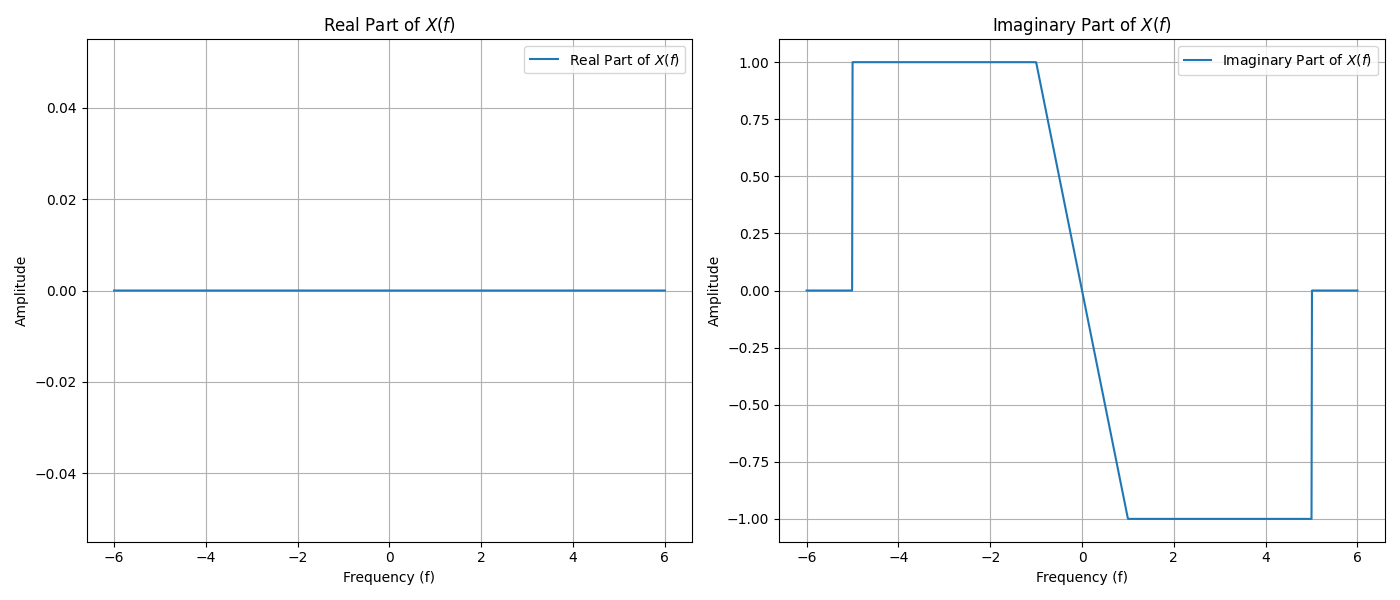 Real Part of X(f)
Real Part of X(f)
Amplitude
0.04
0.02
0.00
−0.02
−0.04
−6 −4 −2 0 2 4 6
Frequency (f)
Imaginary Part of X(f)
Imaginary Part of X(f)
Amplitude
1.00
0.75
0.50
0.25
0.00
−0.25
−0.50
−0.75
−1.00
−6 −4 −2 0 2 4 6
Frequency (f)